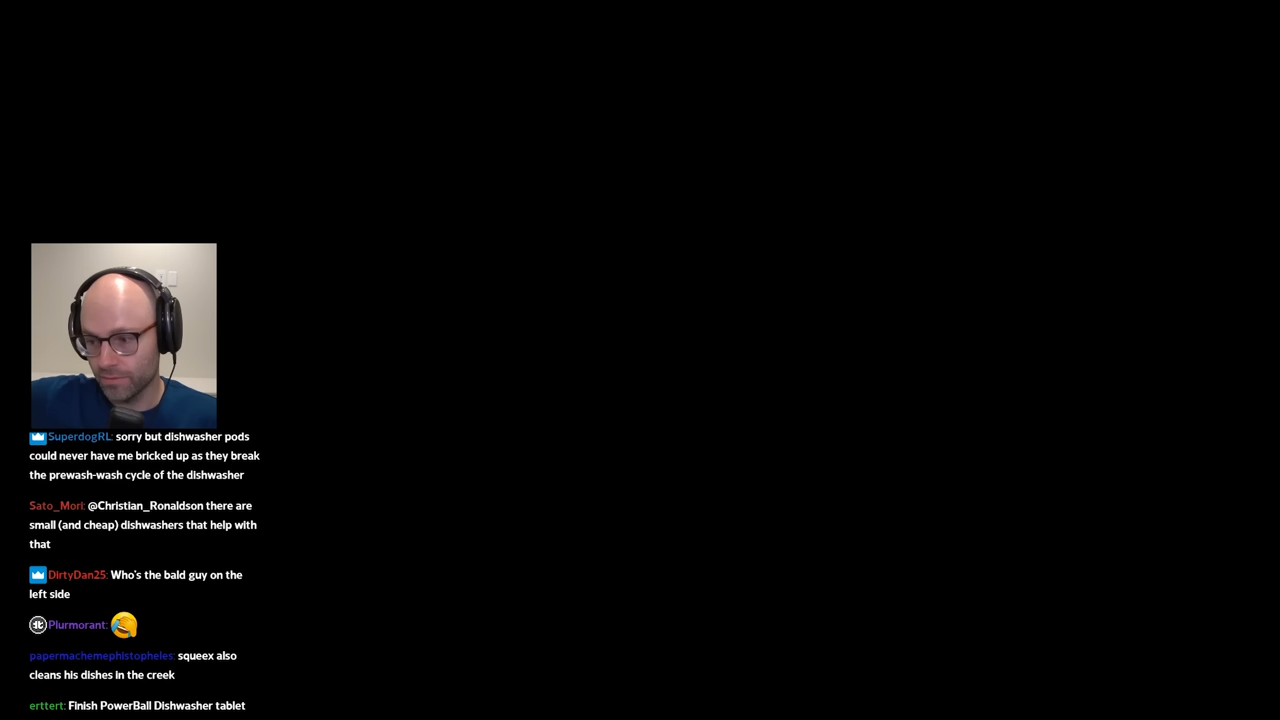 SuperdogRL: sorry but dishwasher pods
could never have me bricked up as they break
the prewash-wash cycle of the dishwasher
Sato_Mori: @Christian_Ronaldson there are
small (and cheap) dishwashers that help with
that
DirtyDan25: Who's the bald guy on the
left side
Plurmorant:
papermachemephistopheles: squeex also
cleans his dishes in the creek
erttert: Finish PowerBall Dishwasher tablet